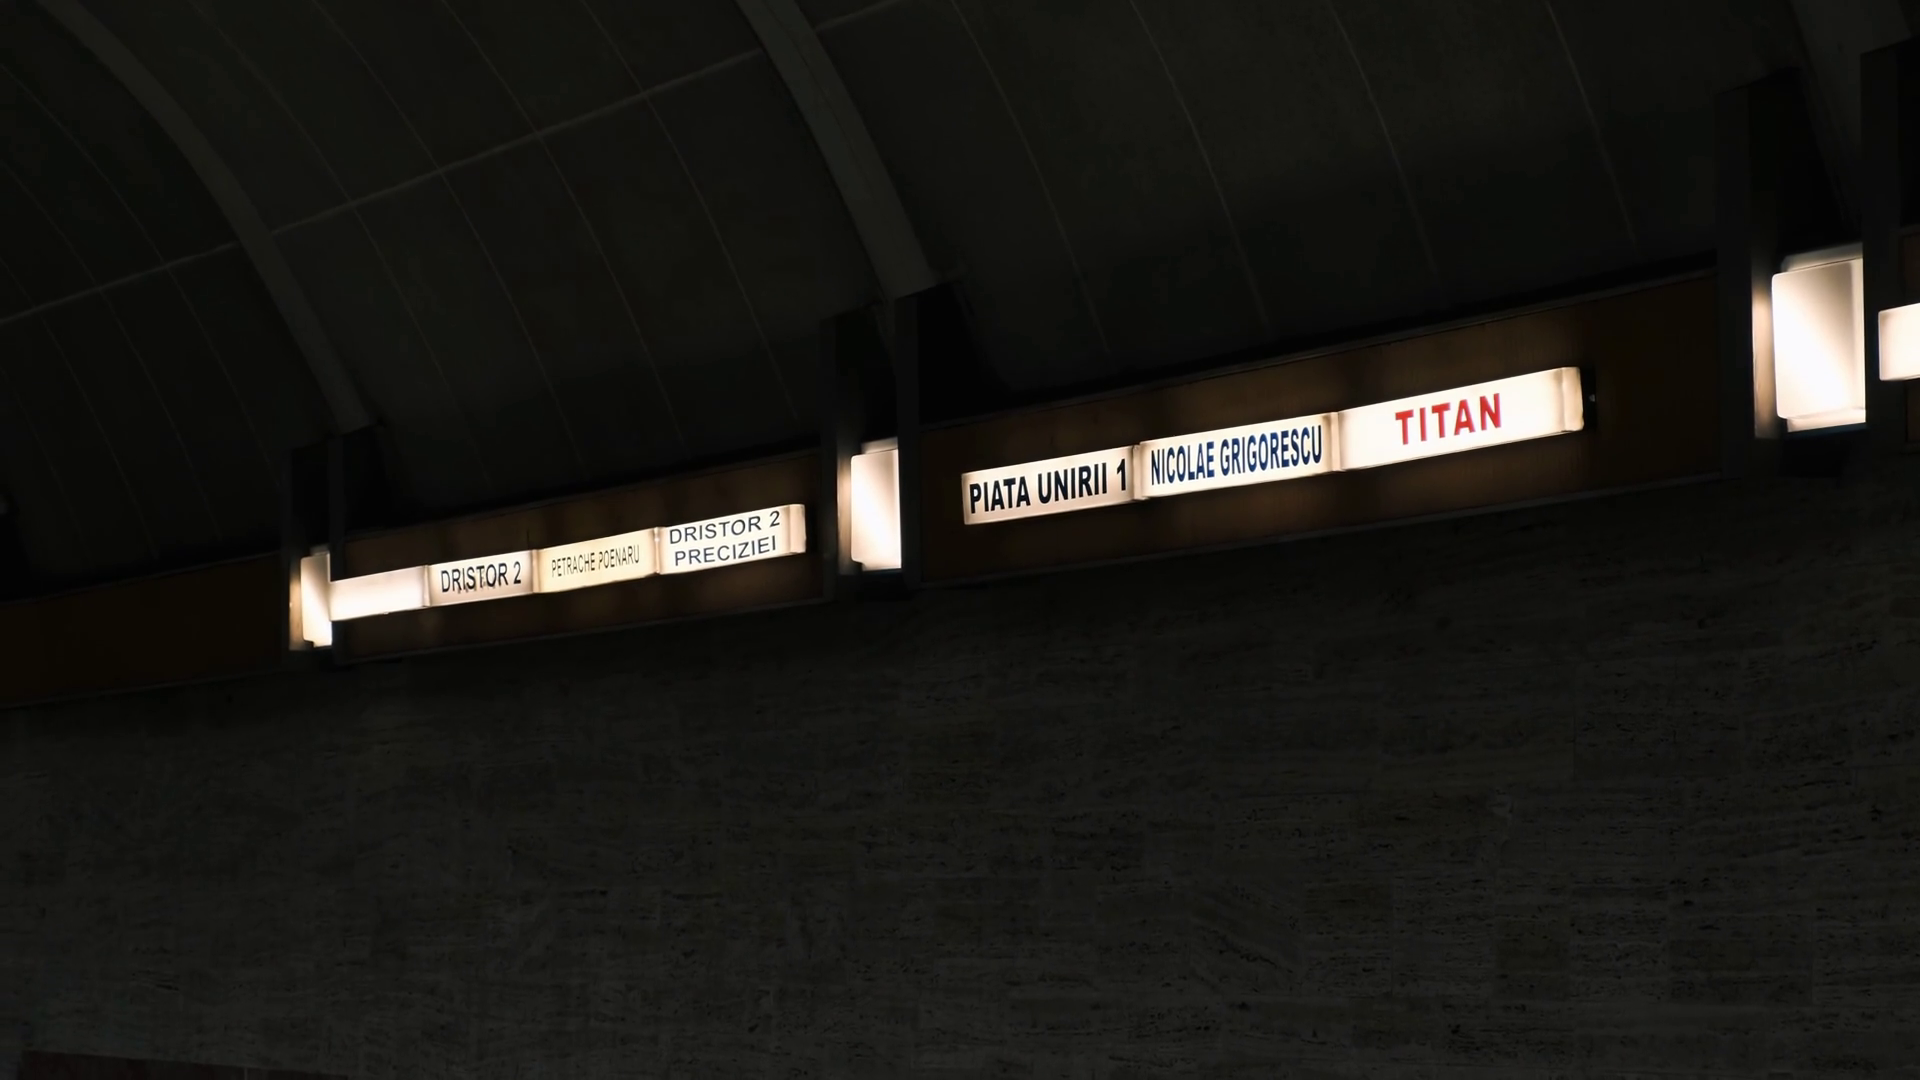 DRISTOR 2
PETRACHE POENARU
DRISTOR 2
PRECIZIEI
PIATA UNIRII 1
NICOLAE GRIGORESCU
TITAN